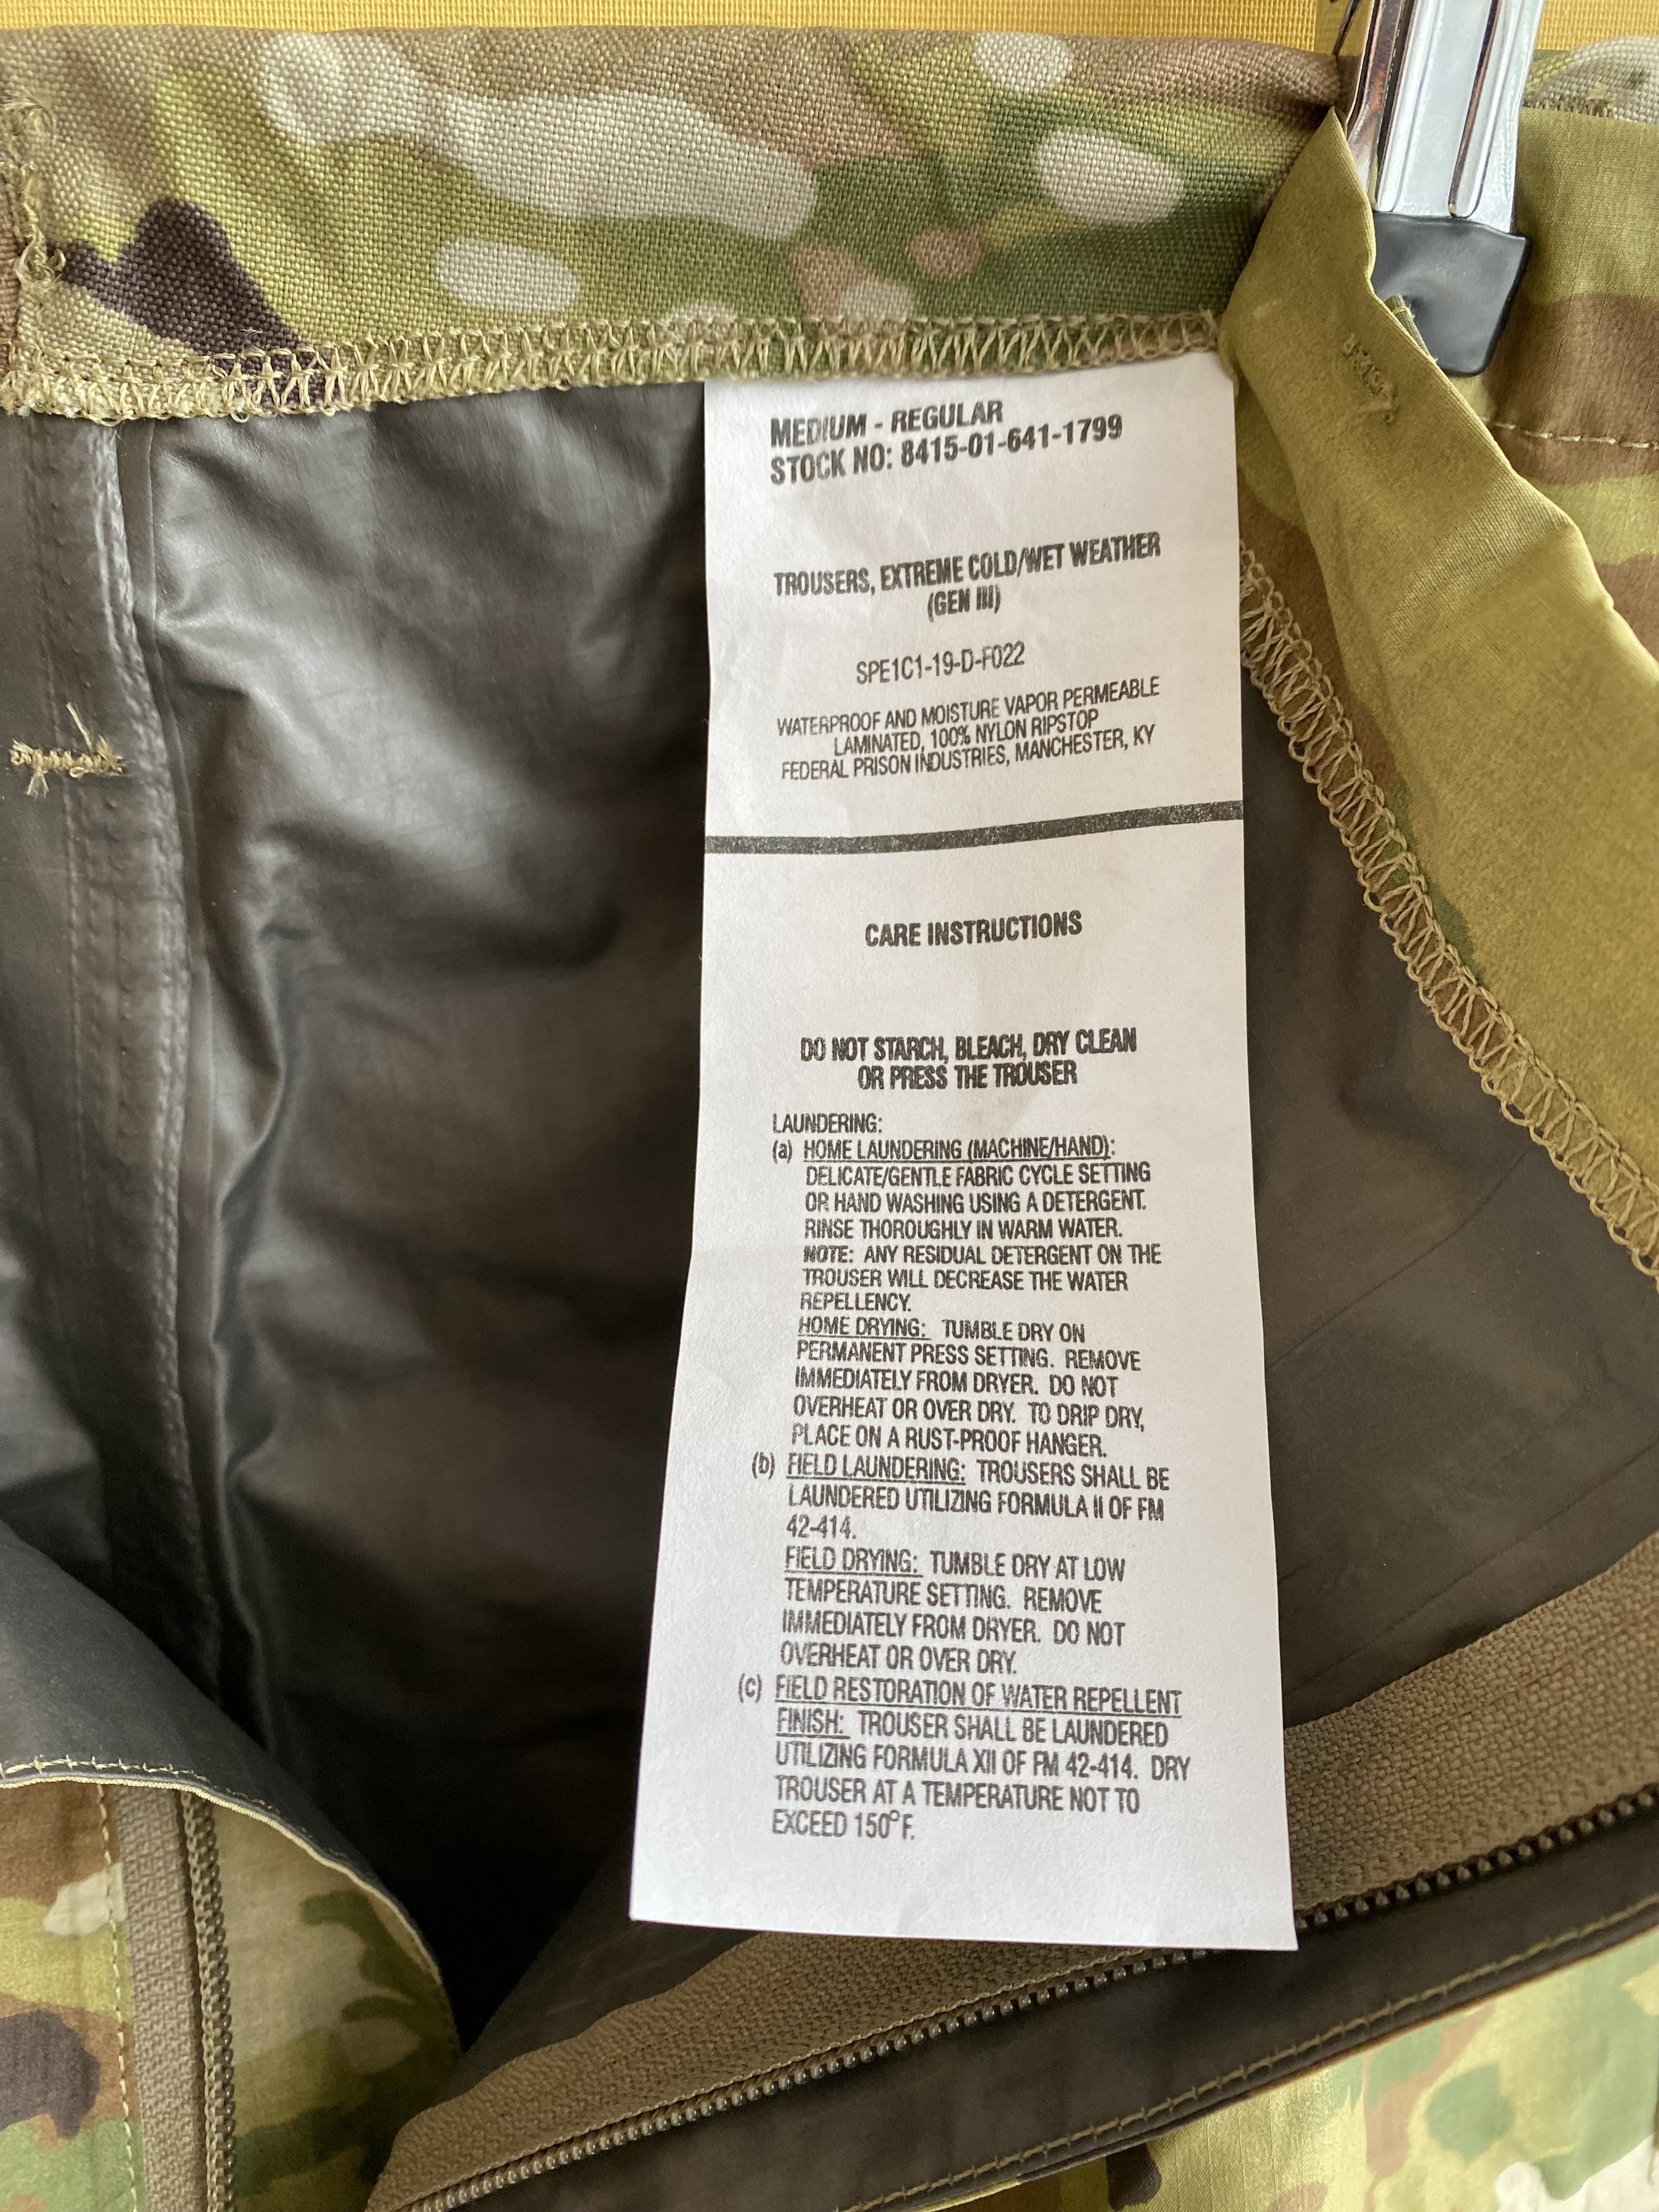 MEDIUM - REGULAR
STOCK NO: 8415-01-641-1799
TROUSERS, EXTREME COLD/WET WEATHER
(GEN III)
SPE1C1-19-D-F022
WATERPROOF AND MOISTURE VAPOR PERMEABLE
LAMINATED, 100% NYLON RIPSTOP
FEDERAL PRISON INDUSTRIES, MANCHESTER, KY
CARE INSTRUCTIONS
DO NOT STARCH, BLEACH, DRY CLEAN
OR PRESS THE TROUSER
LAUNDERING:
(a) HOME LAUNDERING (MACHINE/HAND):
DELICATE/GENTLE FABRIC CYCLE SETTING
OR HAND WASHING USING A DETERGENT.
RINSE THOROUGHLY IN WARM WATER.
NOTE: ANY RESIDUAL DETERGENT ON THE
TROUSER WILL DECREASE THE WATER
REPELLENCY.
HOME DRYING: TUMBLE DRY ON
PERMANENT PRESS SETTING. REMOVE
IMMEDIATELY FROM DRYER. DO NOT
OVERHEAT OR OVER DRY. TO DRIP DRY,
PLACE ON A RUST-PROOF HANGER.
(b) FIELD LAUNDERING: TROUSERS SHALL BE
LAUNDERED UTILIZING FORMULA II OF FM
42-414.
FIELD DRYING: TUMBLE DRY AT LOW
TEMPERATURE SETTING. REMOVE
IMMEDIATELY FROM DRYER. DO NOT
OVERHEAT OR OVER DRY.
(c) FIELD RESTORATION OF WATER REPELLENT
FINISH: TROUSER SHALL BE LAUNDERED
UTILIZING FORMULA XII OF FM 42-414. DRY
TROUSER AT A TEMPERATURE NOT TO
EXCEED 150°F.